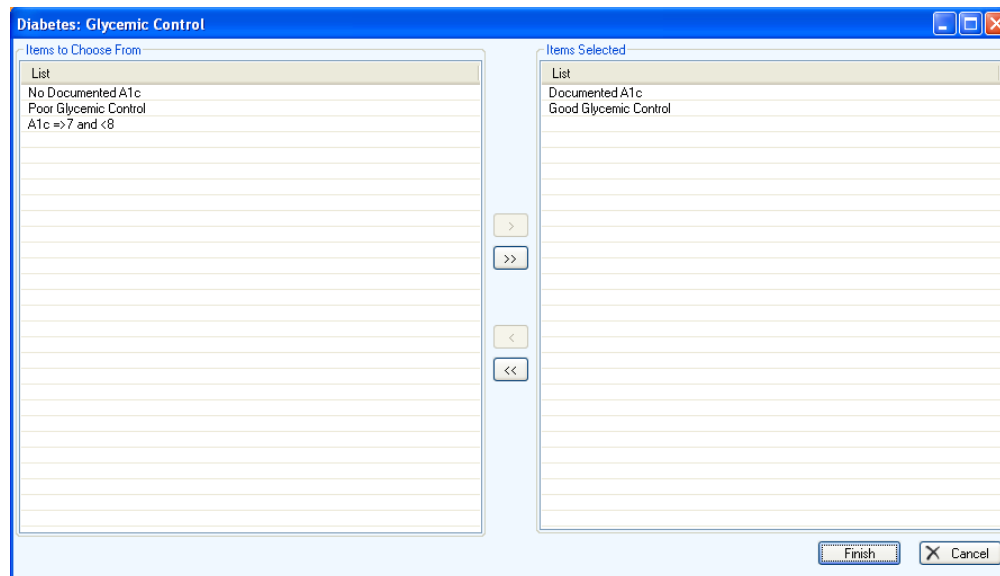 Diabetes: Glycemic Control
Items to Choose From
List
No Documented A1c
Poor Glycemic Control
A1c =>7 and <8
>
>>
<
<<
Items Selected
List
Documented A1c
Good Glycemic Control
Finish
Cancel